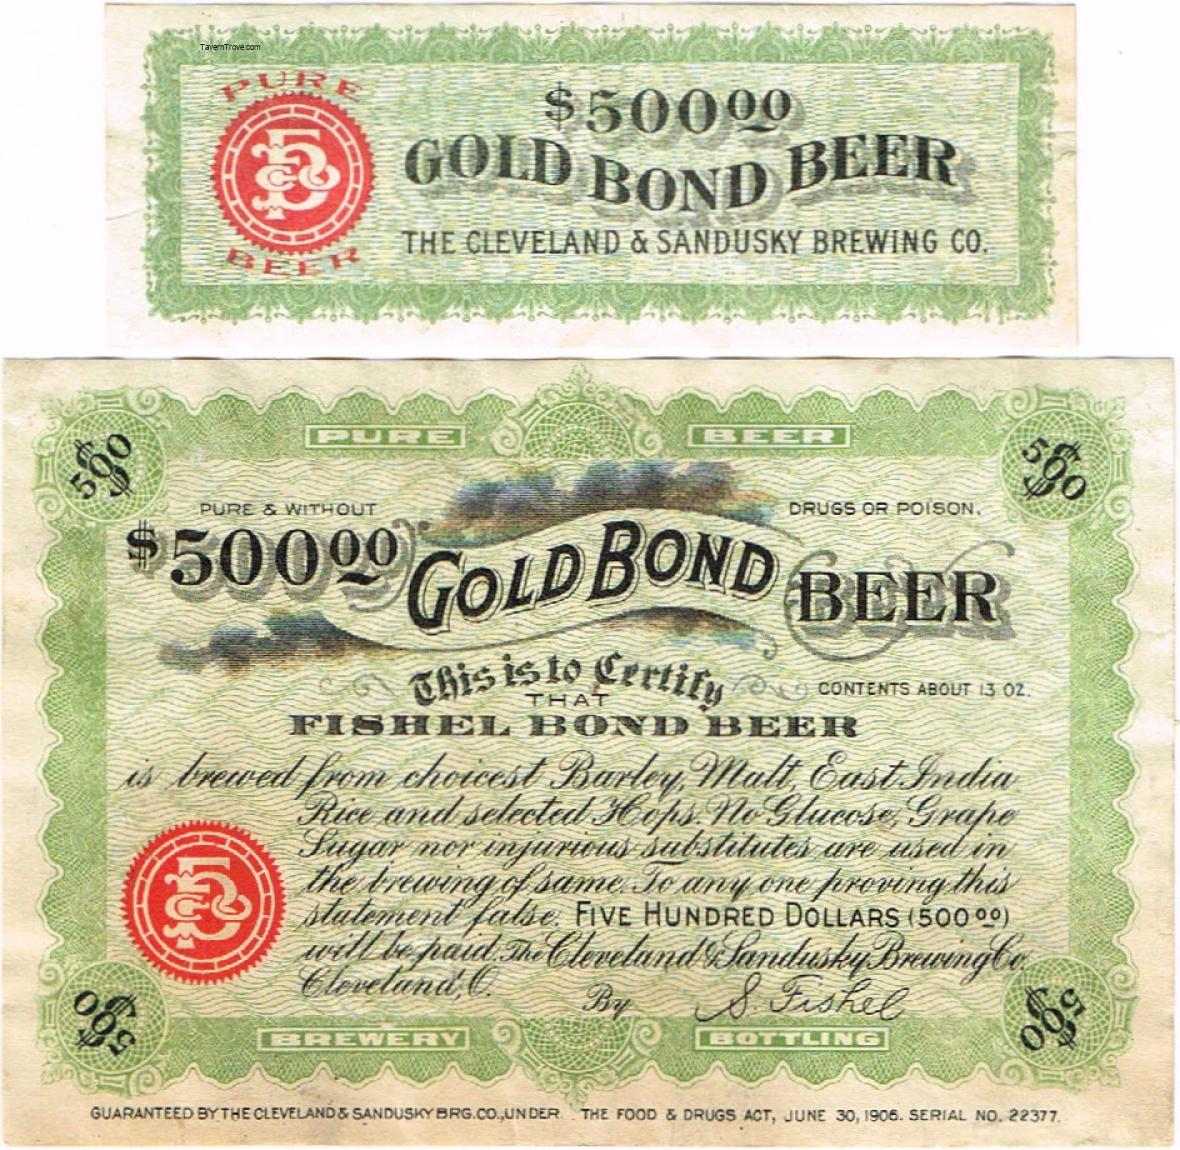 TavernTrove.com
PURE
BEER
$500 00
GOLD BOND BEER
THE CLEVELAND & SANDUSKY BREWING CO.
PURE BEER
$500 $500
PURE & WITHOUT DRUGS OR POISON.
$500 00 GOLD BOND BEER
This is to Certify
CONTENTS ABOUT 13 OZ.
THAT
FISHEL BOND BEER
is brewed from choicest Barley, Malt, East India
Rice and selected Hops. No Glucose, Grape
Sugar nor injurious substitutes are used in
the brewing of same. To any one proving this
statement false. FIVE HUNDRED DOLLARS (500 00)
will be paid. The Cleveland & Sandusky Brewing Co.
Cleveland, O. By S. Fishel
$500 $500
BREWERY BOTTLING
GUARANTEED BY THE CLEVELAND & SANDUSKY BRG. CO., UNDER THE FOOD & DRUGS ACT, JUNE 30, 1906. SERIAL NO. 22377.